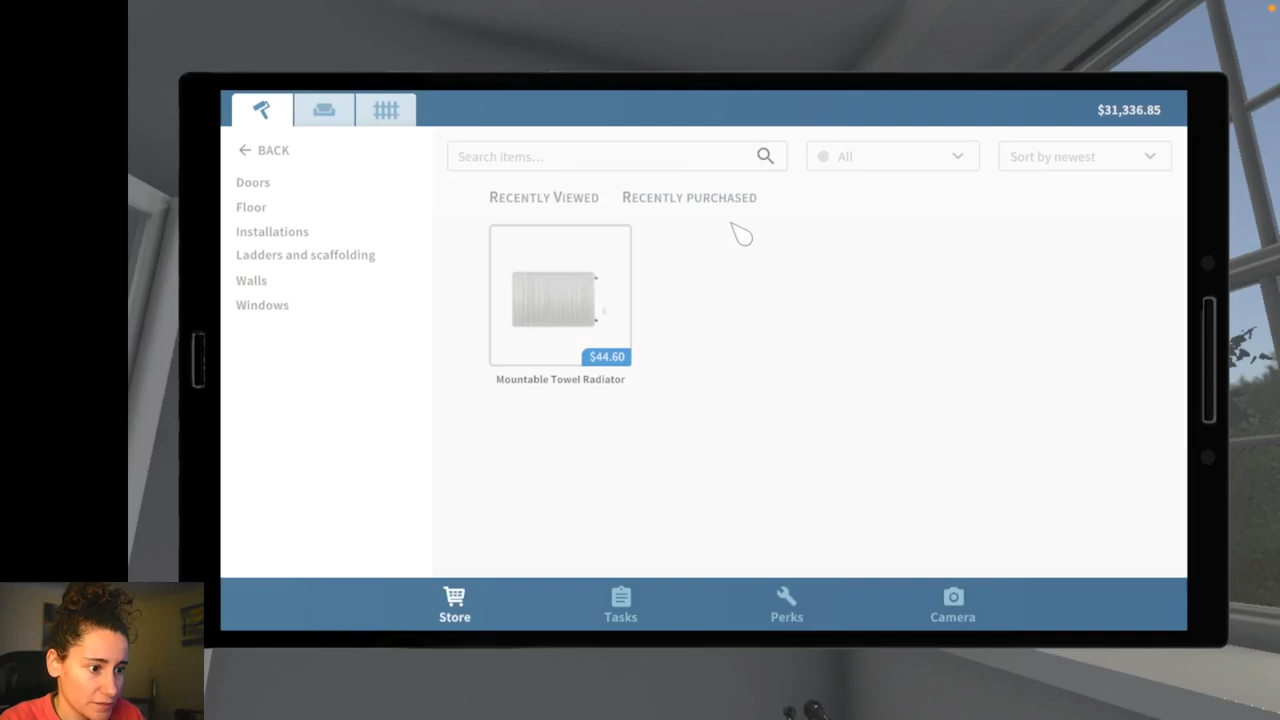 $31,336.85
BACK
Search items...
All
Sort by newest
Doors
Floor
Installations
Ladders and scaffolding
Walls
Windows
RECENTLY VIEWED
RECENTLY PURCHASED
$44.60
Mountable Towel Radiator
Store
Tasks
Perks
Camera